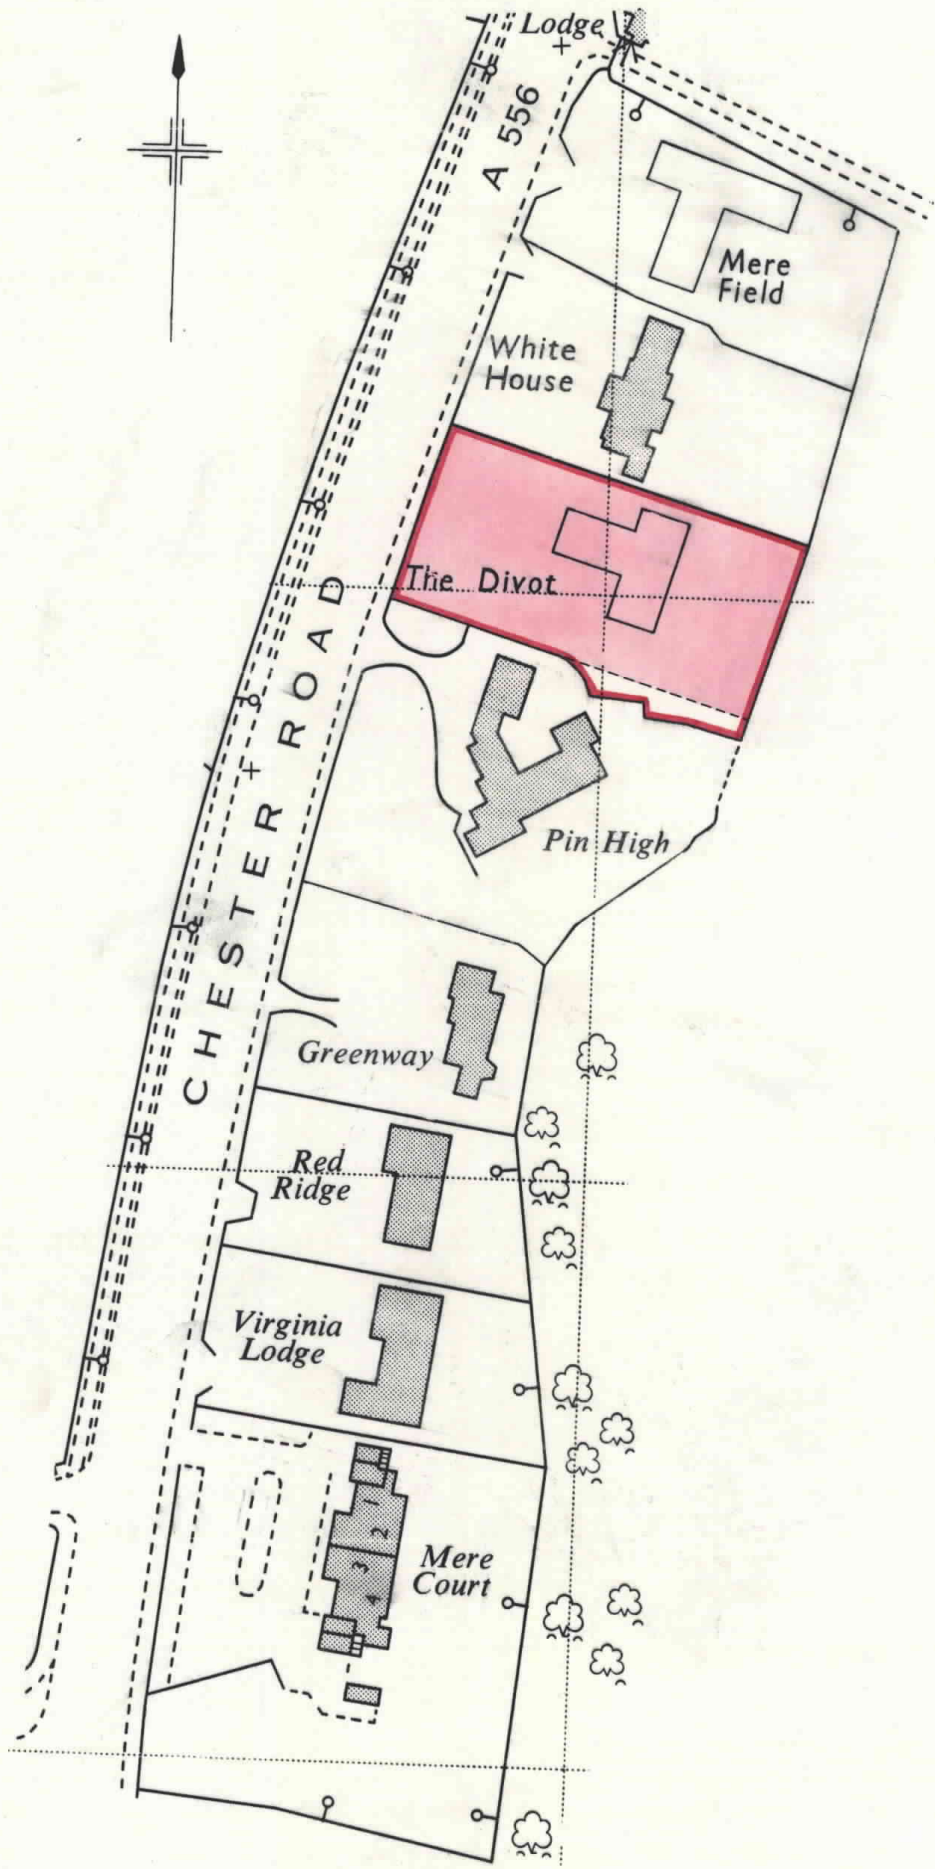 Lodge
A 556
Mere
Field
White
House
The Divot
CHESTER ROAD
Pin High
Greenway
Red
Ridge
Virginia
Lodge
1
2
3
4
Mere
Court